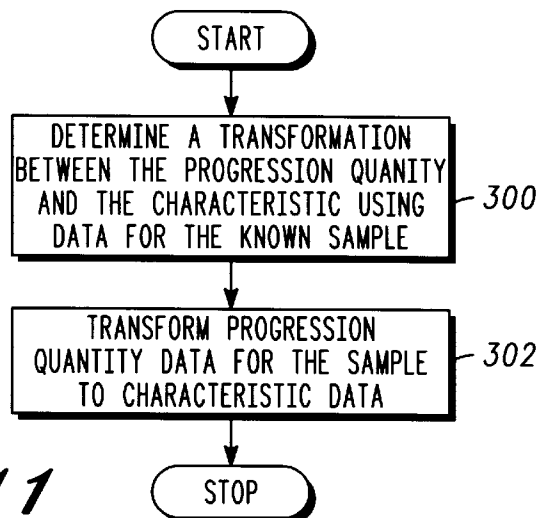 START
DETERMINE A TRANSFORMATION
BETWEEN THE PROGRESSION QUANITY
AND THE CHARACTERISTIC USING
DATA FOR THE KNOWN SAMPLE
300
TRANSFORM PROGRESSION
QUANTITY DATA FOR THE SAMPLE
TO CHARACTERISTIC DATA
302
STOP